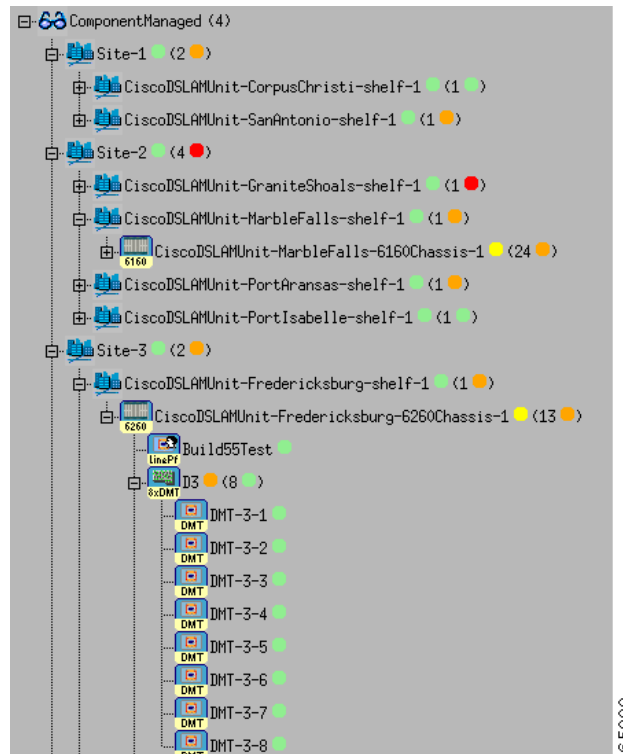 ComponentManaged (4)
Site-1 (2 )
CiscoDSLAMUnit-CorpusChristi-shelf-1 (1 )
CiscoDSLAMUnit-SanAntonio-shelf-1 (1 )
Site-2 (4 )
CiscoDSLAMUnit-GraniteShoals-shelf-1 (1 )
CiscoDSLAMUnit-MarbleFalls-shelf-1 (1 )
6160 CiscoDSLAMUnit-MarbleFalls-6160Chassis-1 (24 )
CiscoDSLAMUnit-PortAransas-shelf-1 (1 )
CiscoDSLAMUnit-PortIsabelle-shelf-1 (1 )
Site-3 (2 )
CiscoDSLAMUnit-Fredericksburg-shelf-1 (1 )
6260 CiscoDSLAMUnit-Fredericksburg-6260Chassis-1 (13 )
LinePf Build55Test
8xDMT D3 (8 )
DMT DMT-3-1
DMT DMT-3-2
DMT DMT-3-3
DMT DMT-3-4
DMT DMT-3-5
DMT DMT-3-6
DMT DMT-3-7
DMT DMT-3-8